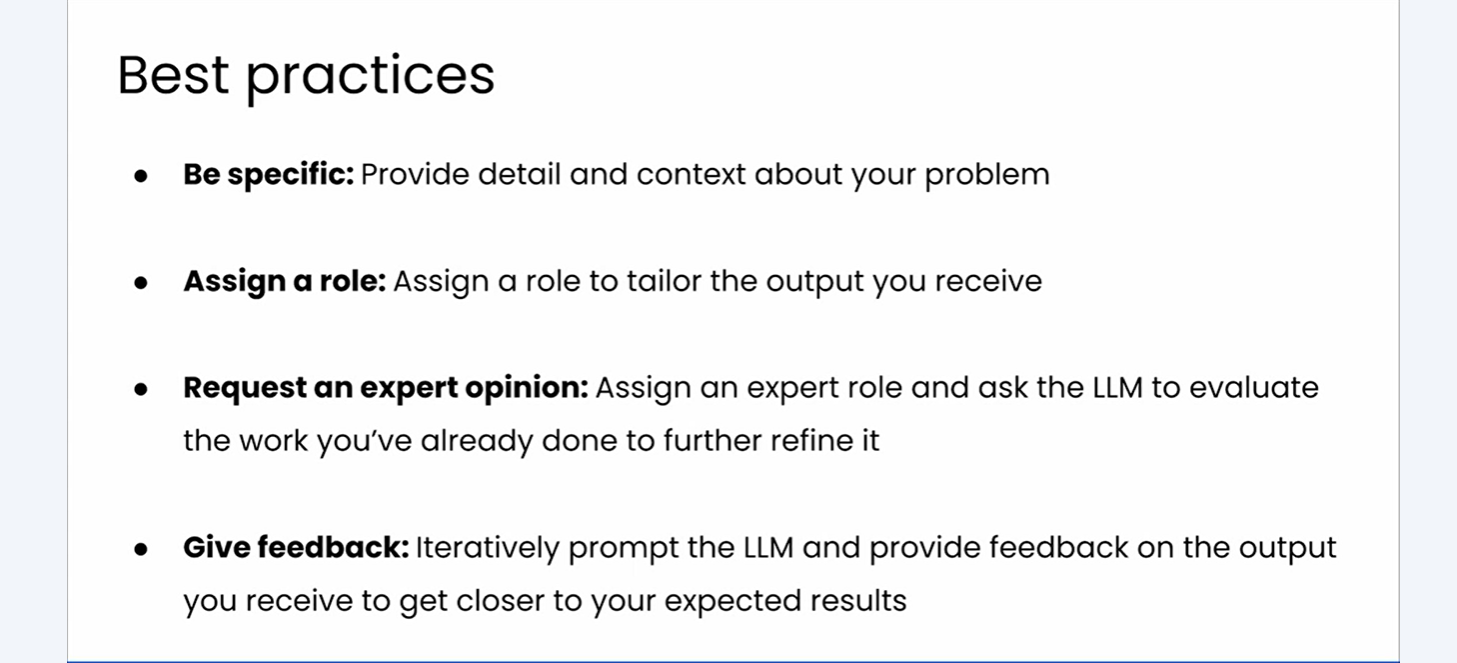 Best practices
● Be specific: Provide detail and context about your problem
● Assign a role: Assign a role to tailor the output you receive
● Request an expert opinion: Assign an expert role and ask the LLM to evaluate
the work you’ve already done to further refine it
● Give feedback: Iteratively prompt the LLM and provide feedback on the output
you receive to get closer to your expected results